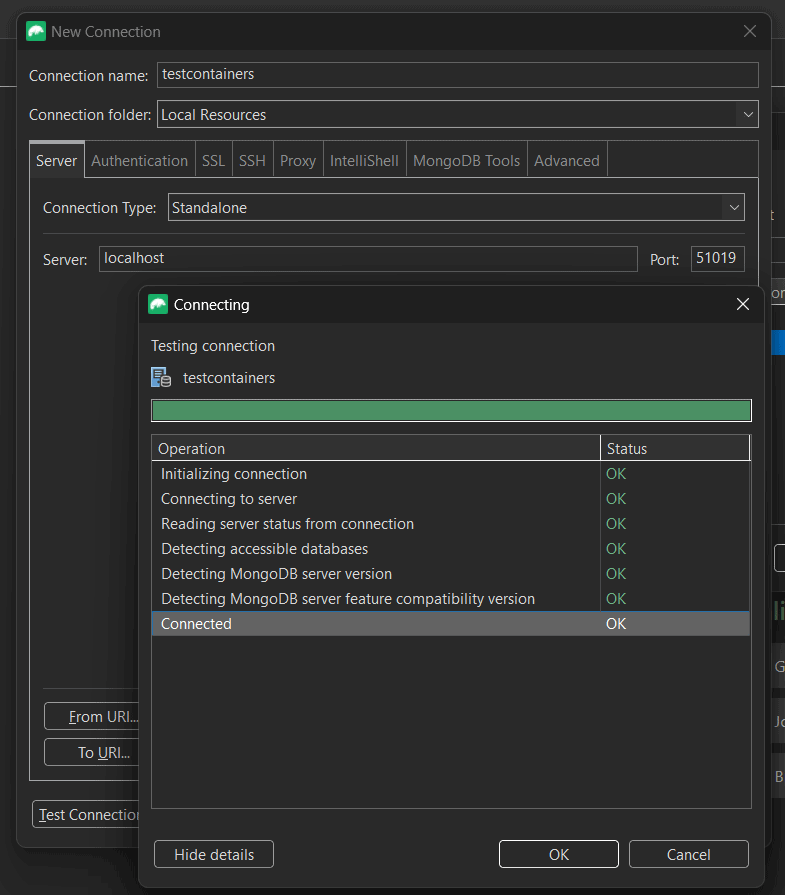 New Connection
Connection name: testcontainers
Connection folder: Local Resources
Server Authentication SSL SSH Proxy IntelliShell MongoDB Tools Advanced
Connection Type: Standalone
Server: localhost Port: 51019
From URI...
To URI...
Test Connection
Connecting
Testing connection
testcontainers
Operation Status
Initializing connection OK
Connecting to server OK
Reading server status from connection OK
Detecting accessible databases OK
Detecting MongoDB server version OK
Detecting MongoDB server feature compatibility version OK
Connected OK
Hide details OK Cancel